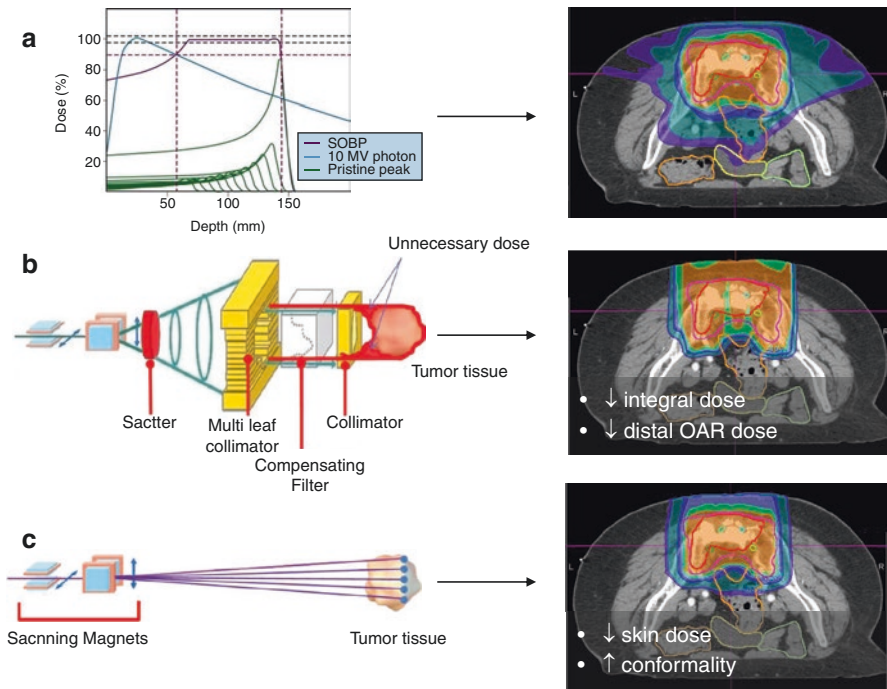 a
100
80
60
40
20
Dose (%)
50
100
150
Depth (mm)
SOBP
10 MV photon
Pristine peak
L
R
b
Unnecessary dose
Tumor tissue
Sactter
Multi leaf
collimator
Collimator
Compensating
Filter
L
R
• ↓ integral dose
• ↓ distal OAR dose
c
Sacnning Magnets
Tumor tissue
L
R
• ↓ skin dose
• ↑ conformality